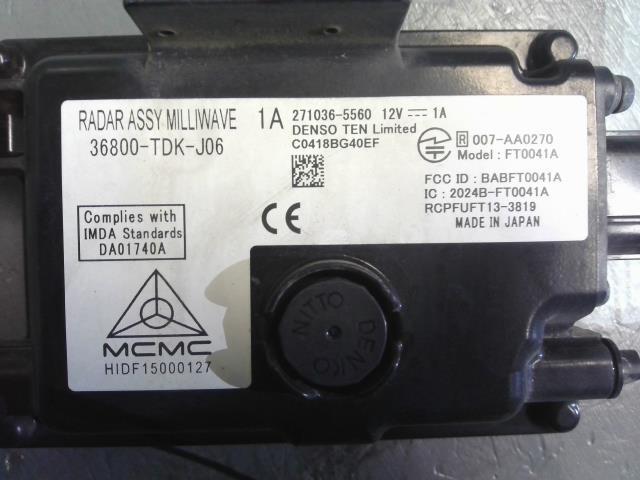 RADAR ASSY MILLIWAVE
36800-TDK-J06
1A
271036-5560 12V 1A
DENSO TEN Limited
C0418BG40EF
R 007-AA0270
Model: FT0041A
FCC ID : BABFT0041A
IC : 2024B-FT0041A
RCPFUFT13-3819
MADE IN JAPAN
Complies with
IMDA Standards
DA01740A
CE
MCMC
HIDF15000127
NITTO
DENKO